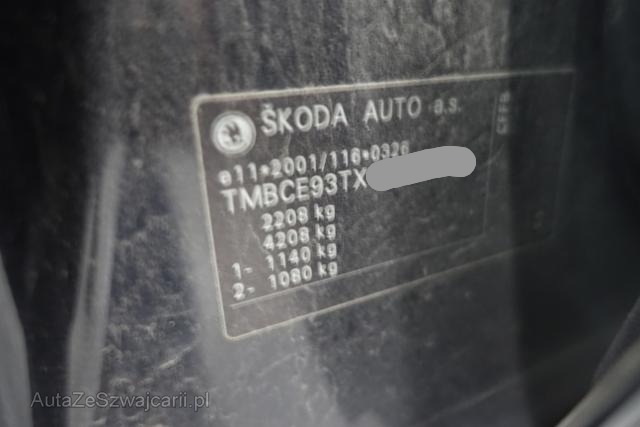 ŠKODA AUTO a.s.
e11*2001/116*0326
TMBCE93TX
2208 kg
4208 kg
1- 1140 kg
2- 1080 kg
CFFB
AutaZeSzwajcarii.pl